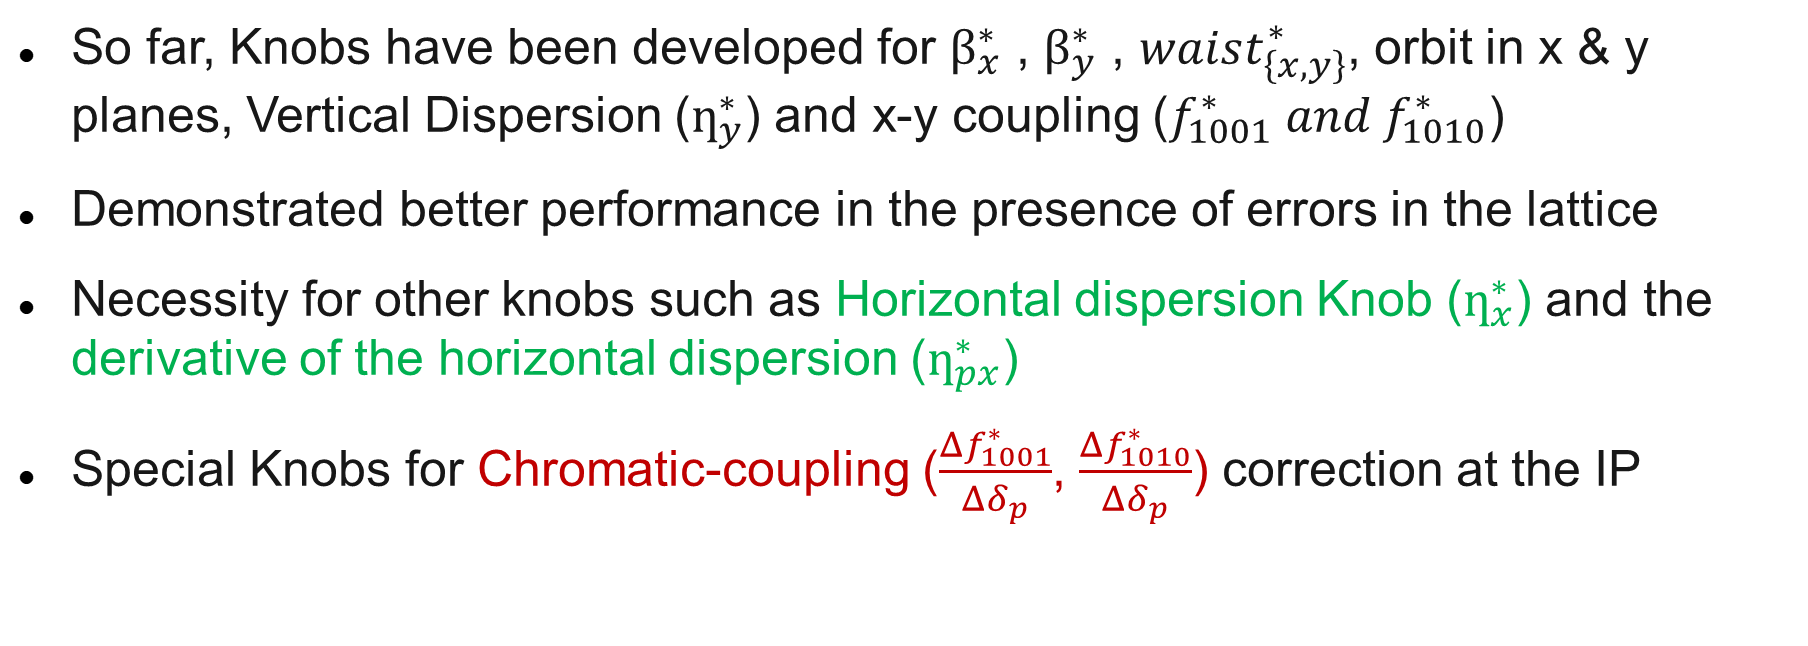 • So far, Knobs have been developed for β*x , β*y , waist*{x,y}, orbit in x & y
planes, Vertical Dispersion (η*y) and x-y coupling (f*1001 and f*1010)
• Demonstrated better performance in the presence of errors in the lattice
• Necessity for other knobs such as Horizontal dispersion Knob (η*x) and the
derivative of the horizontal dispersion (η*px)
• Special Knobs for Chromatic-coupling (Δf*1001/Δδp, Δf*1010/Δδp) correction at the IP